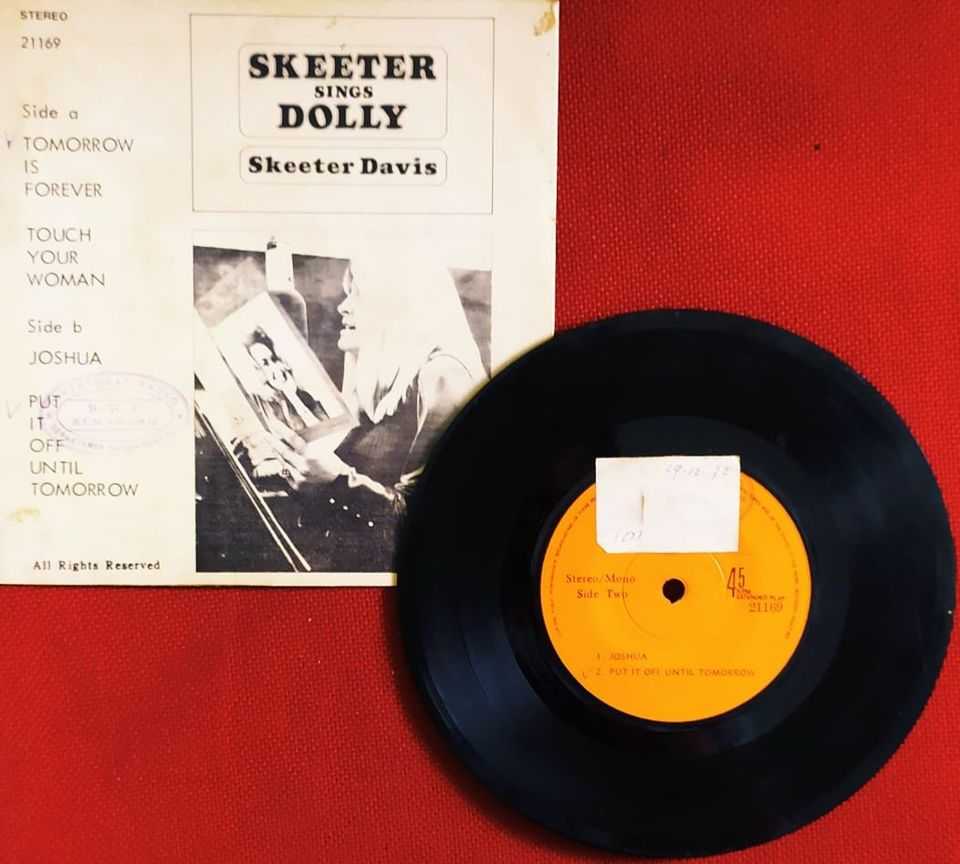 STEREO
21169
Side a
TOMORROW
IS
FOREVER
TOUCH
YOUR
WOMAN
Side b
JOSHUA
PUT
IT
OFF
UNTIL
TOMORROW
All Rights Reserved
SKEETER
SINGS
DOLLY
Skeeter Davis
Stereo/Mono
Side Two
45
21169
1. JOSHUA
2. PUT IT OFF UNTIL TOMORROW